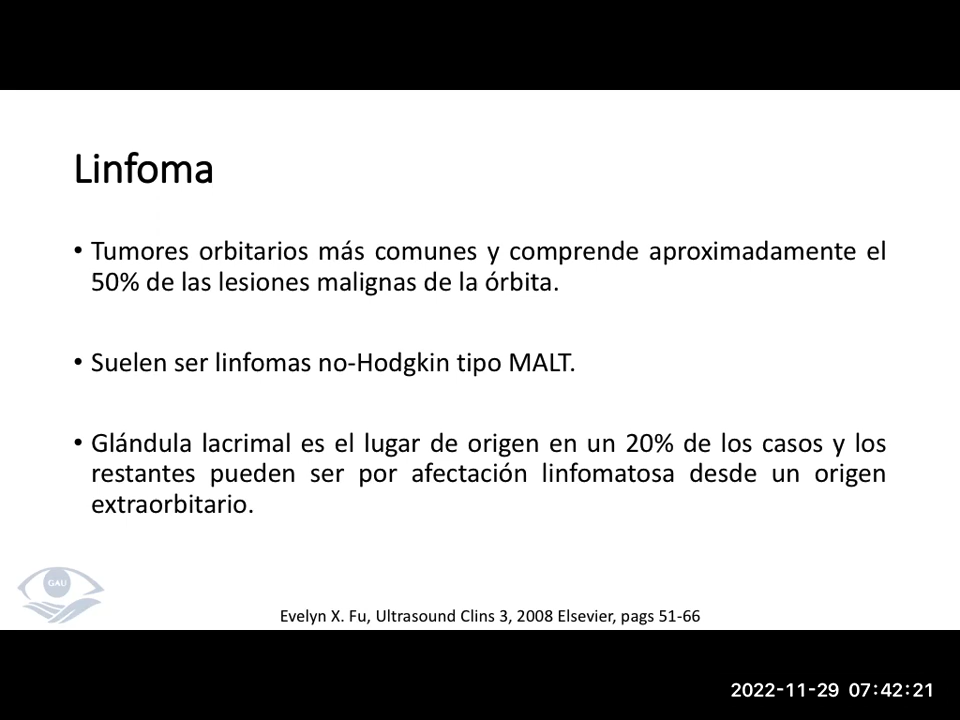 Linfoma
• Tumores orbitarios más comunes y comprende aproximadamente el
50% de las lesiones malignas de la órbita.
• Suelen ser linfomas no-Hodgkin tipo MALT.
• Glándula lacrimal es el lugar de origen en un 20% de los casos y los
restantes pueden ser por afectación linfomatosa desde un origen
extraorbitario.
GAU
Evelyn X. Fu, Ultrasound Clins 3, 2008 Elsevier, pags 51-66
2022-11-29 07:42:21